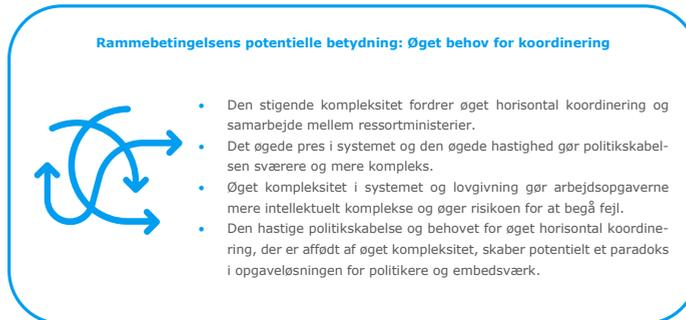 Rammebetingelsens potentielle betydning: Øget behov for koordinering
• Den stigende kompleksitet fordrer øget horisontal koordinering og
samarbejde mellem ressortministerier.
• Det øgede pres i systemet og den øgede hastighed gør politikskabel-
sen sværere og mere kompleks.
• Øget kompleksitet i systemet og lovgivning gør arbejdsopgaverne
mere intellektuelt komplekse og øger risikoen for at begå fejl.
• Den hastige politikskabelse og behovet for øget horisontal koordine-
ring, der er affødt af øget kompleksitet, skaber potentielt et paradoks
i opgaveløsningen for politikere og embedsværk.